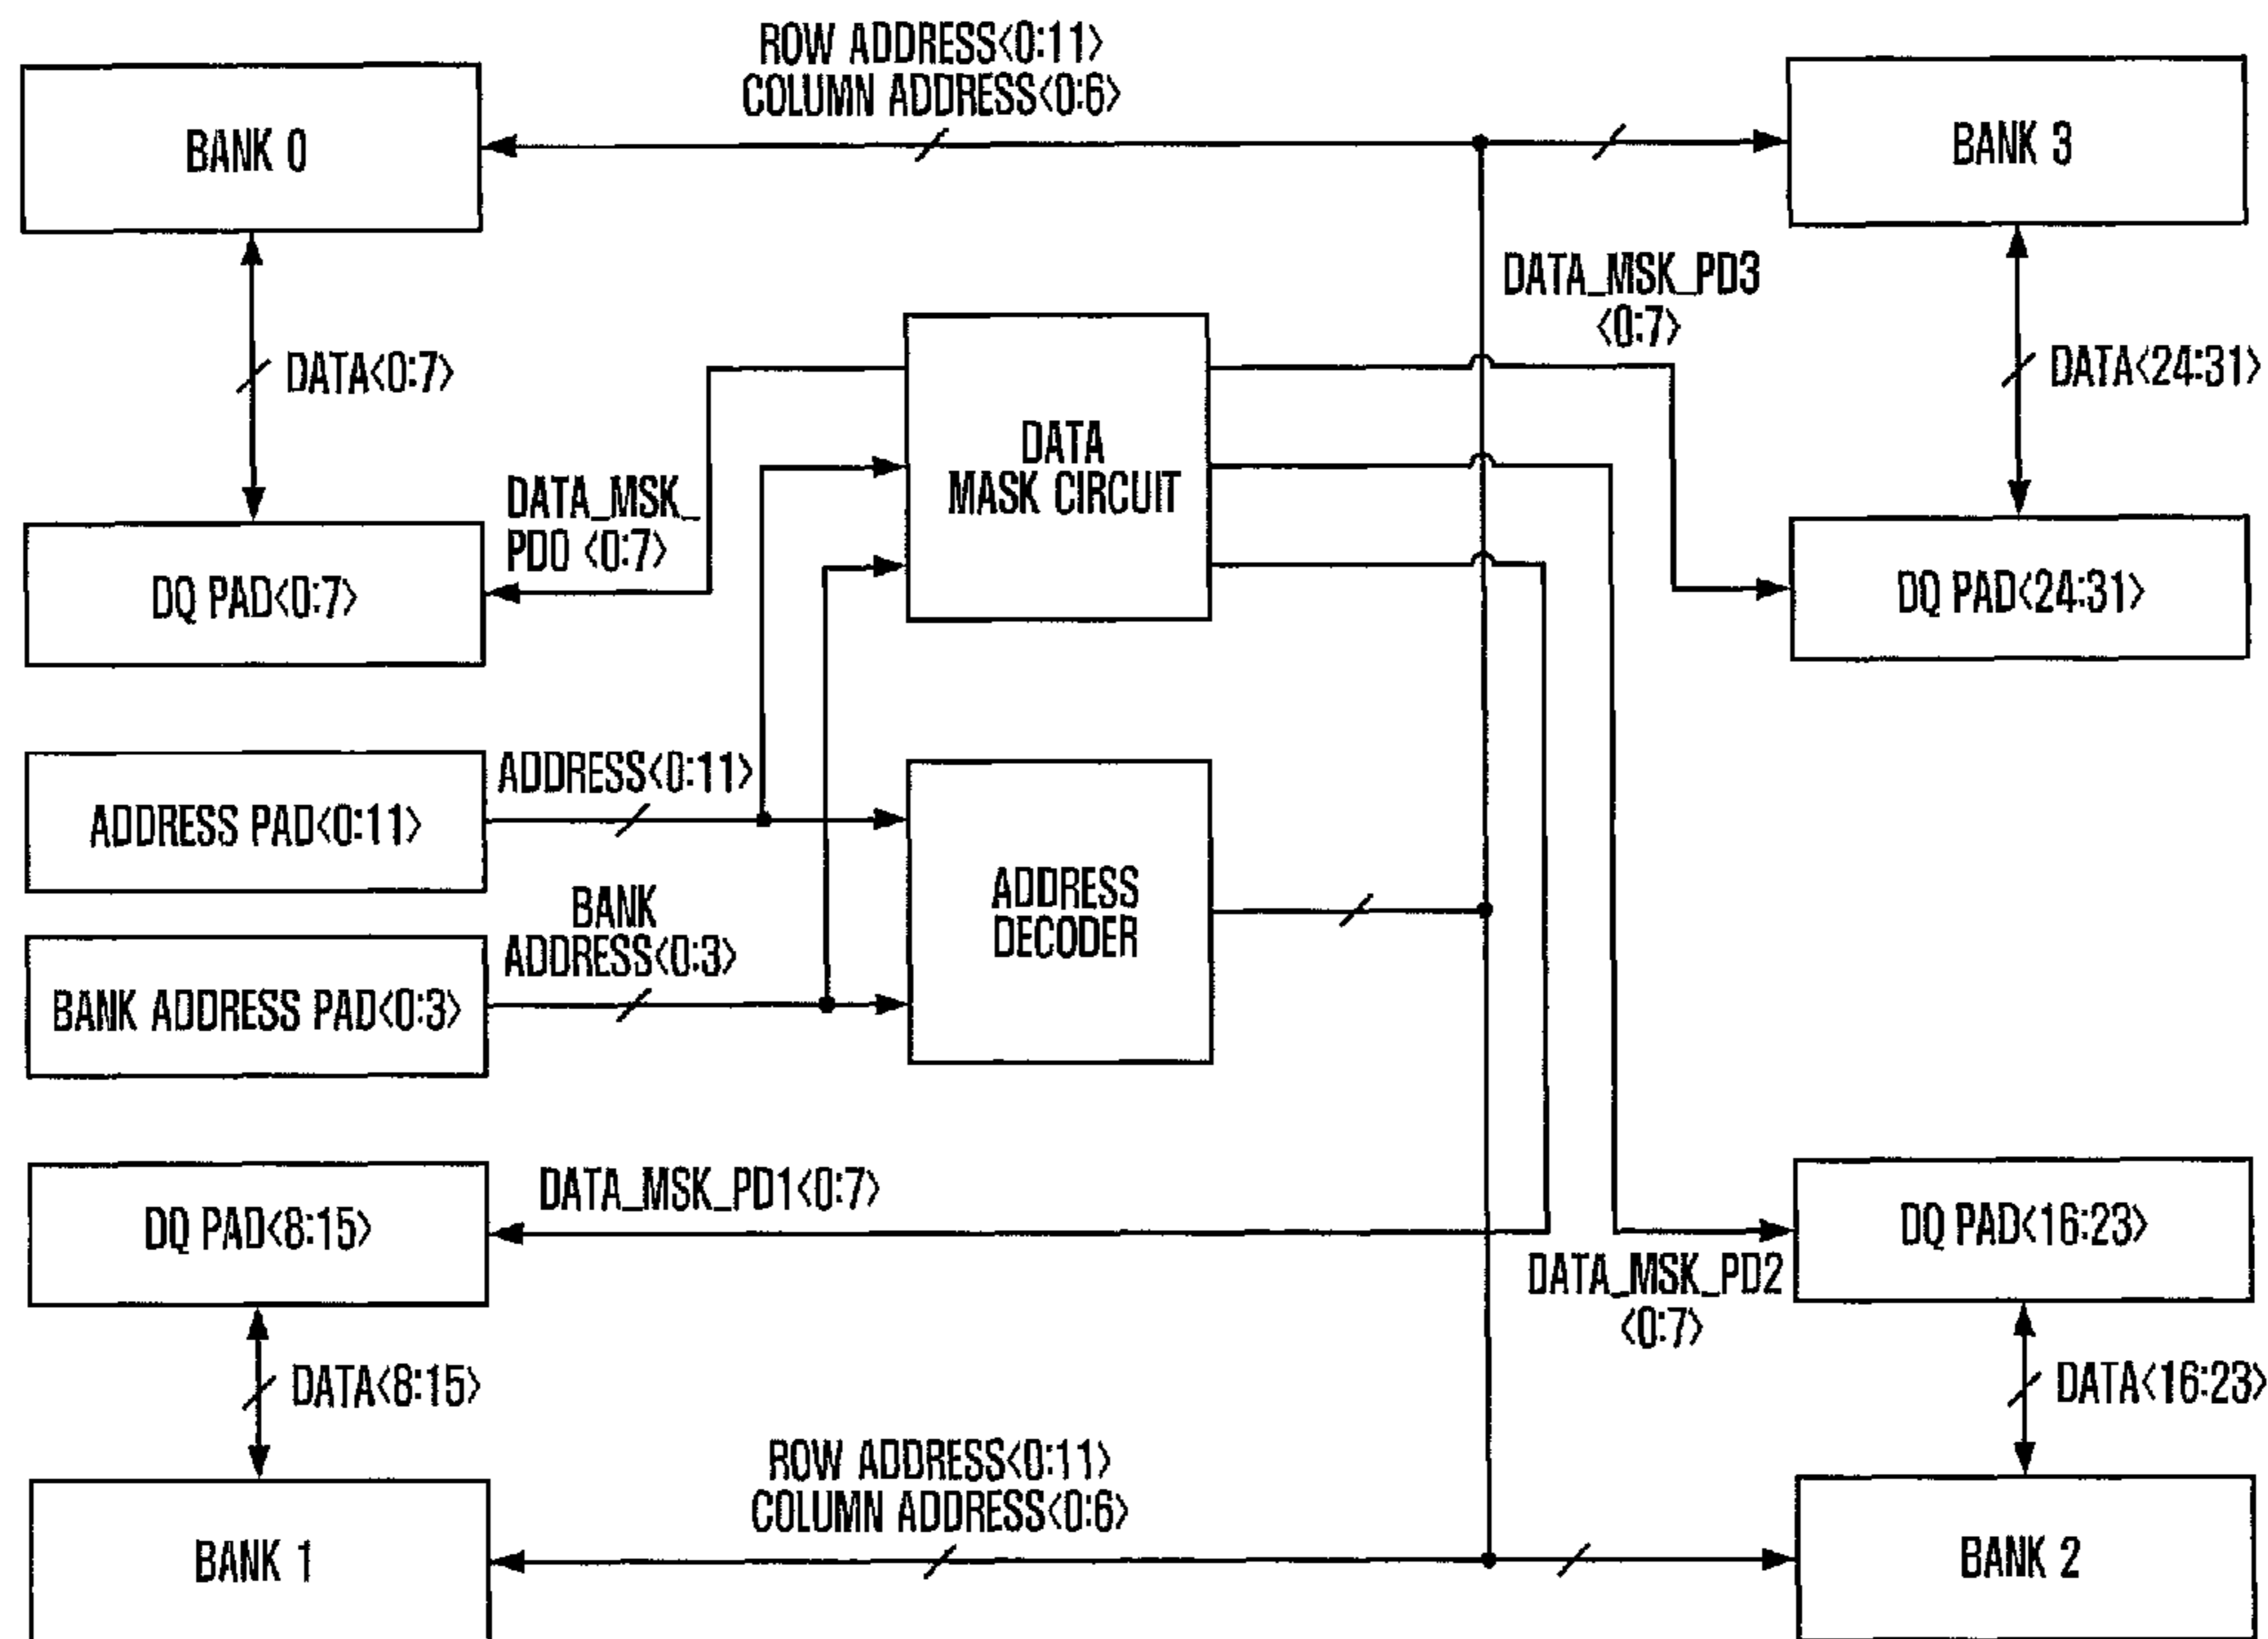 ROW ADDRESS<0:11>
COLUMN ADDRESS<0:6>
BANK 0
BANK 3
DATA_MSK_PD3
<0:7>
DATA<0:7>
DATA<24:31>
DATA
MASK CIRCUIT
DATA_MSK_
PD0 <0:7>
DQ PAD<0:7>
DQ PAD<24:31>
ADDRESS<0:11>
ADDRESS PAD<0:11>
ADDRESS
DECODER
BANK
ADDRESS<0:3>
BANK ADDRESS PAD<0:3>
DATA_MSK_PD1<0:7>
DQ PAD<8:15>
DQ PAD<16:23>
DATA_MSK_PD2
<0:7>
DATA<8:15>
DATA<16:23>
ROW ADDRESS<0:11>
COLUMN ADDRESS<0:6>
BANK 1
BANK 2